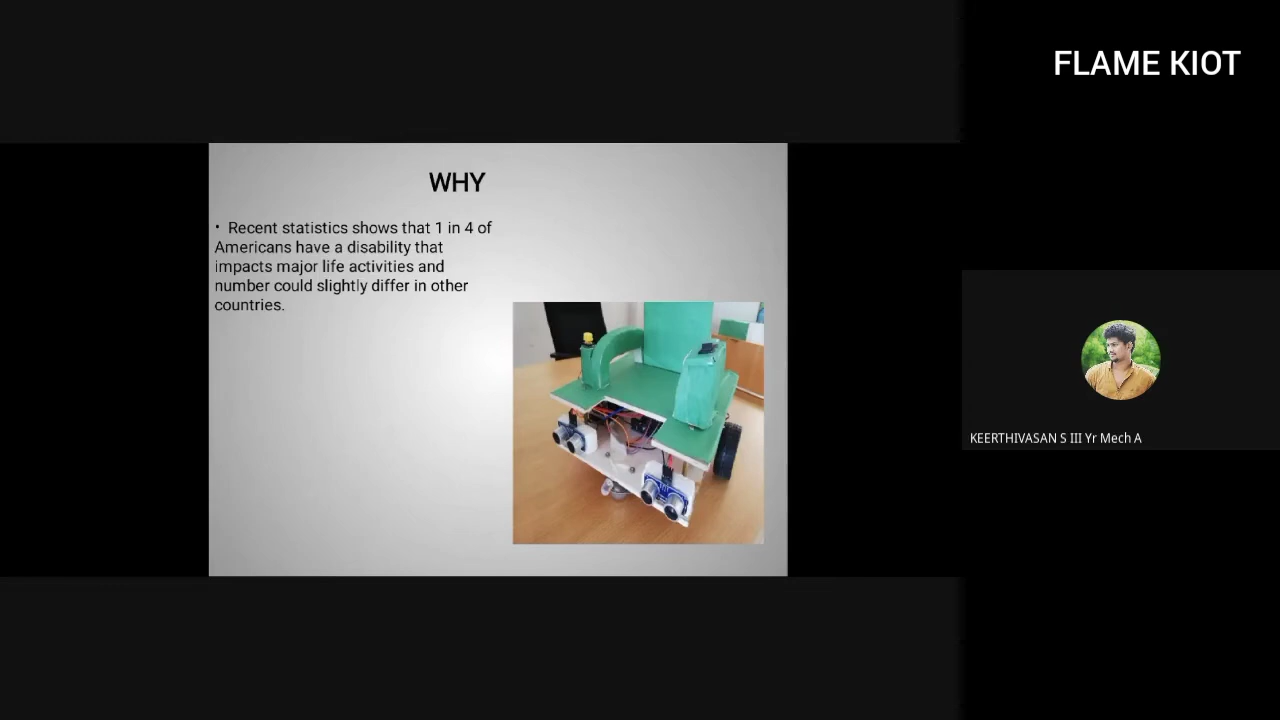 FLAME KIOT
WHY
• Recent statistics shows that 1 in 4 of
Americans have a disability that
impacts major life activities and
number could slightly differ in other
countries.
KEERTHIVASAN S III Yr Mech A